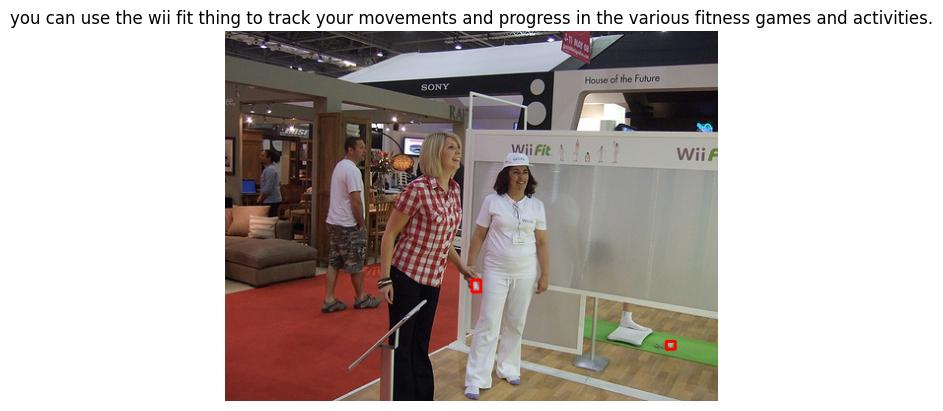 you can use the wii fit thing to track your movements and progress in the various fitness games and activities.
SONY
House of the Future
RA
Wii Fit
Wii F